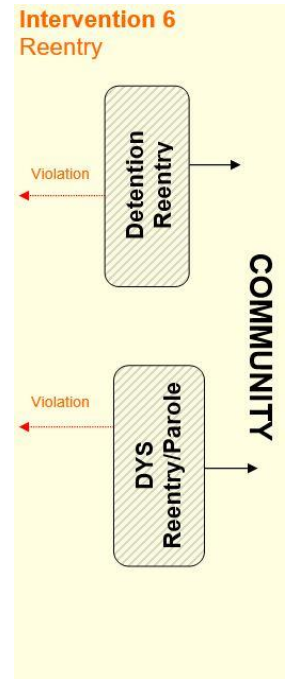 Intervention 6
Reentry
Violation
Detention
Reentry
COMMUNITY
Violation
DYS
Reentry/Parole